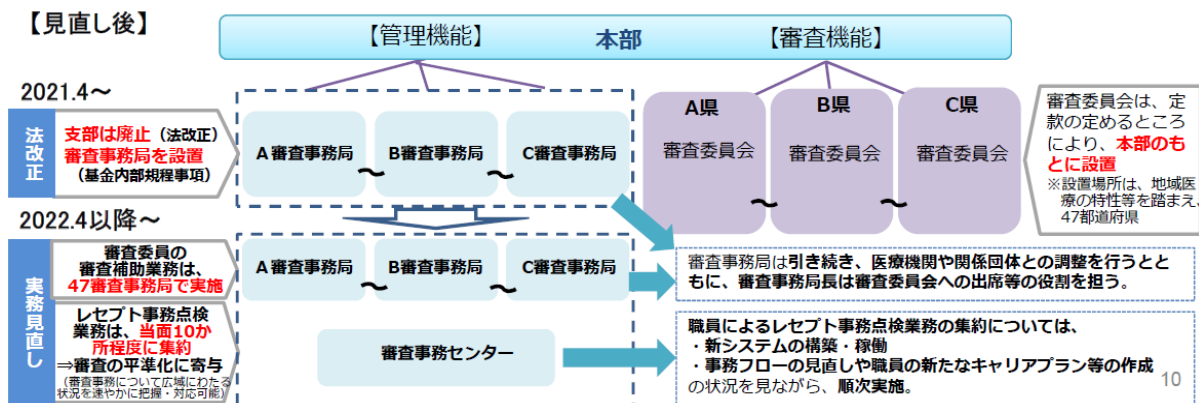 【見直し後】
【管理機能】 本部 【審査機能】
2021.4～
法改正
支部は廃止（法改正）
審査事務局を設置
（基金内部規程事項）
A審査事務局 ～ B審査事務局 ～ C審査事務局
A県
審査委員会
～
B県
審査委員会
～
C県
審査委員会
審査委員会は、定
款の定めるところ
により、本部のも
とに設置
※設置場所は、地域医
療の特性等を踏まえ、
47都道府県
2022.4以降～
実務見直し
審査委員の
審査補助業務は、
47審査事務局で実施
A審査事務局 ～ B審査事務局 ～ C審査事務局
審査事務局は引き続き、医療機関や関係団体との調整を行うとと
もに、審査事務局長は審査委員会への出席等の役割を担う。
レセプト事務点検
業務は、当面10か
所程度に集約
⇒審査の平準化に寄与
（審査事務について広域にわたる
状況を速やかに把握・対応可能）
審査事務センター
職員によるレセプト事務点検業務の集約については、
・新システムの構築・稼働
・事務フローの見直しや職員の新たなキャリアプラン等の作成
の状況を見ながら、順次実施。
10